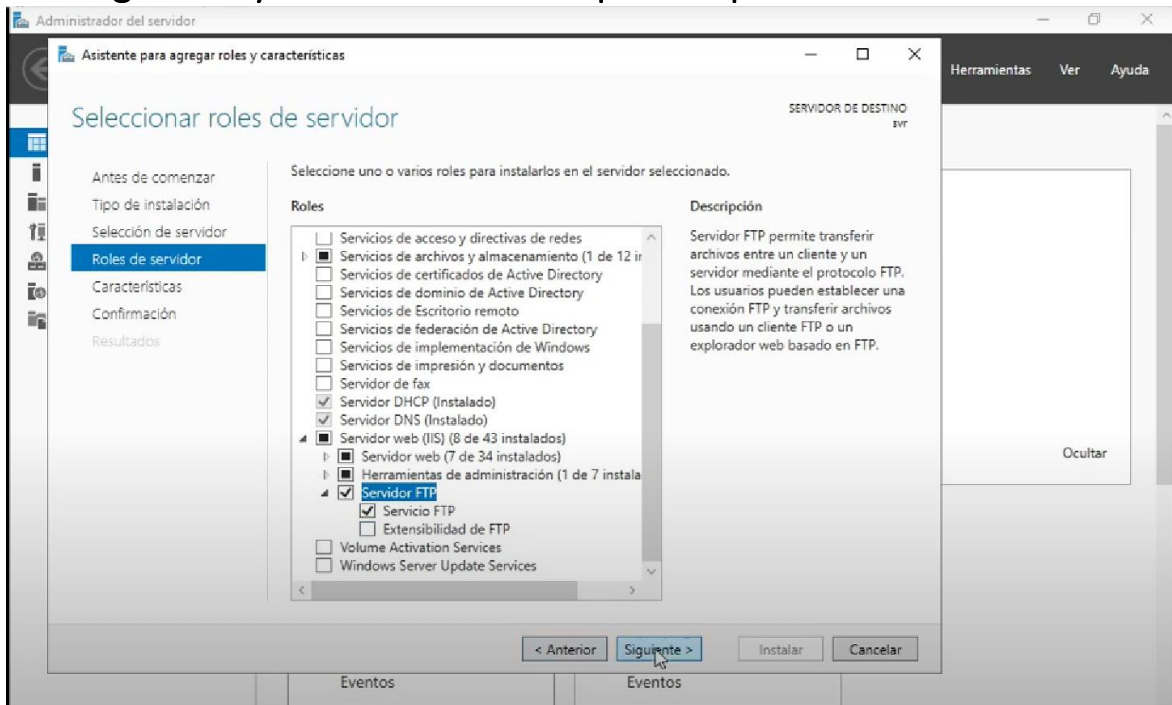 Administrador del servidor
Asistente para agregar roles y características
Herramientas Ver Ayuda
Seleccionar roles de servidor
SERVIDOR DE DESTINO
svr
Antes de comenzar
Tipo de instalación
Selección de servidor
Roles de servidor
Características
Confirmación
Resultados
Seleccione uno o varios roles para instalarlos en el servidor seleccionado.
Roles
Servicios de acceso y directivas de redes
Servicios de archivos y almacenamiento (1 de 12 in
Servicios de certificados de Active Directory
Servicios de dominio de Active Directory
Servicios de Escritorio remoto
Servicios de federación de Active Directory
Servicios de implementación de Windows
Servicios de impresión y documentos
Servidor de fax
Servidor DHCP (Instalado)
Servidor DNS (Instalado)
Servidor web (IIS) (8 de 43 instalados)
Servidor web (7 de 34 instalados)
Herramientas de administración (1 de 7 instala
Servidor FTP
Servicio FTP
Extensibilidad de FTP
Volume Activation Services
Windows Server Update Services
Descripción
Servidor FTP permite transferir
archivos entre un cliente y un
servidor mediante el protocolo FTP.
Los usuarios pueden establecer una
conexión FTP y transferir archivos
usando un cliente FTP o un
explorador web basado en FTP.
Ocultar
< Anterior Siguiente > Instalar Cancelar
Eventos Eventos